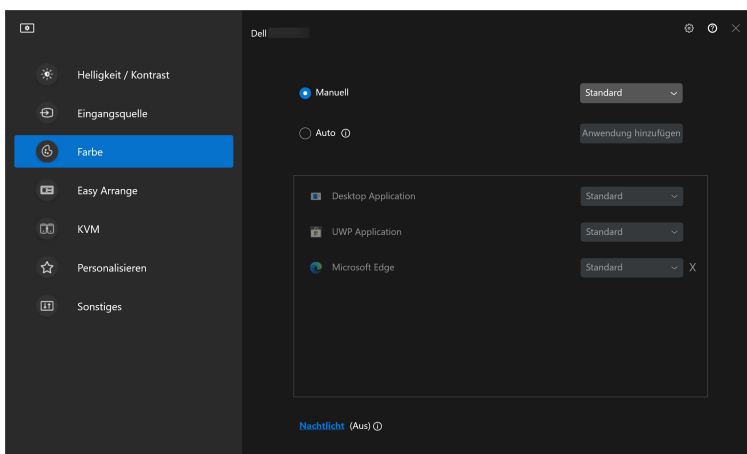 Dell
Helligkeit / Kontrast
Eingangsquelle
Farbe
Easy Arrange
KVM
Personalisieren
Sonstiges
Manuell Standard
Auto Anwendung hinzufügen
Desktop Application Standard
UWP Application Standard
Microsoft Edge Standard X
Nachtlicht (Aus)